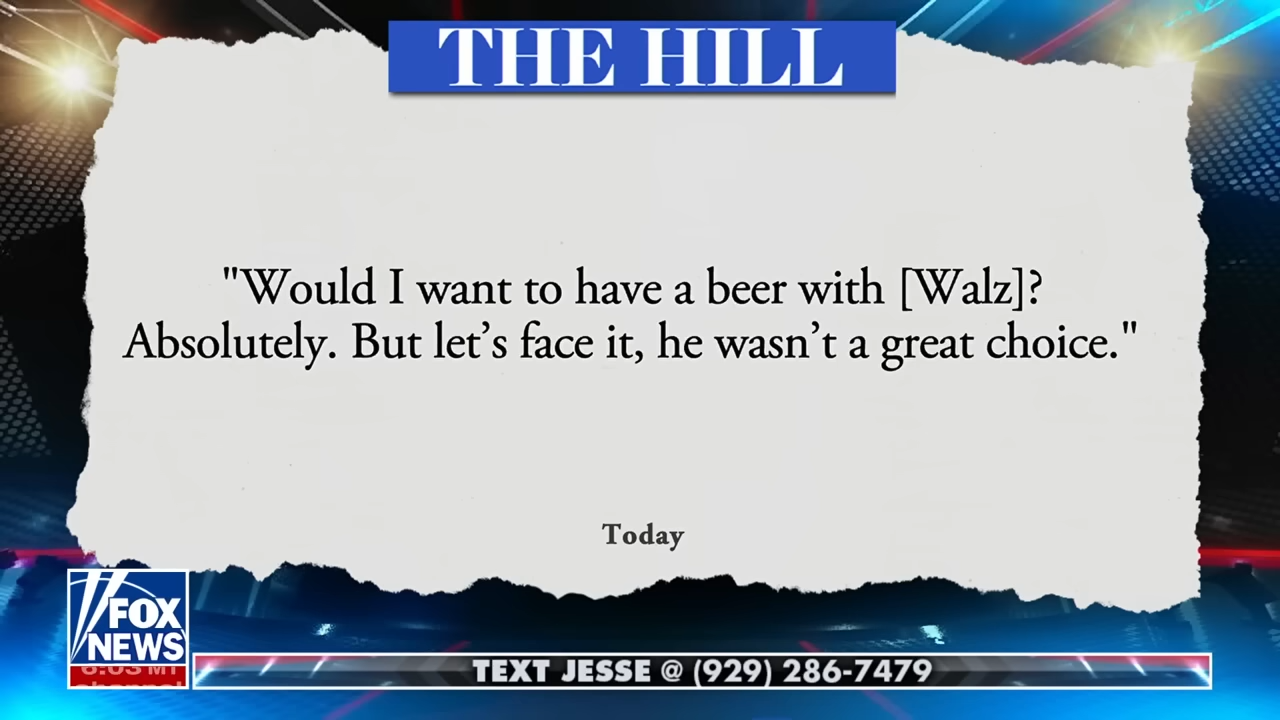 THE HILL
"Would I want to have a beer with [Walz]?
Absolutely. But let's face it, he wasn't a great choice."
Today
FOX
NEWS
TEXT JESSE @ (929) 286-7479